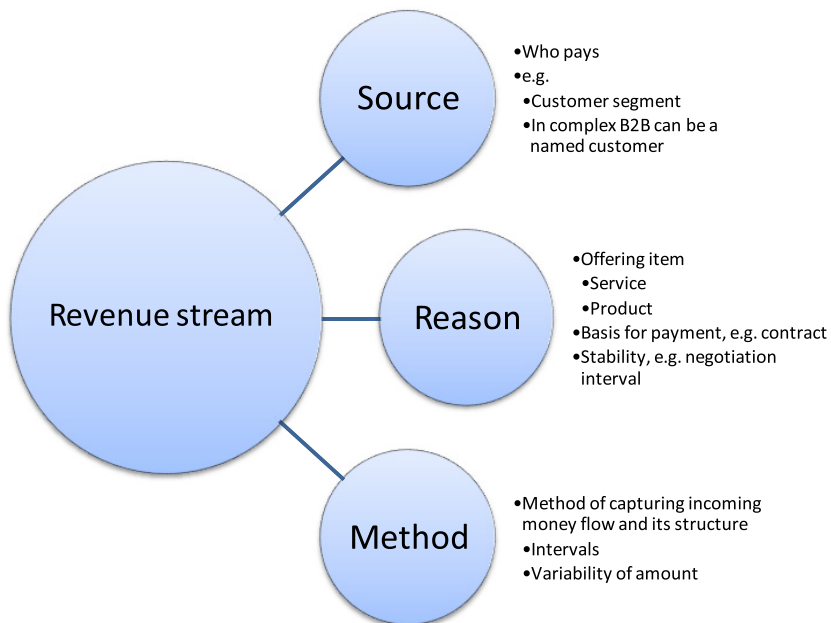 Source
•Who pays
•e.g.
•Customer segment
•In complex B2B can be a
named customer
Revenue stream
Reason
•Offering item
•Service
•Product
•Basis for payment, e.g. contract
•Stability, e.g. negotiation
interval
Method
•Method of capturing incoming
money flow and its structure
•Intervals
•Variability of amount